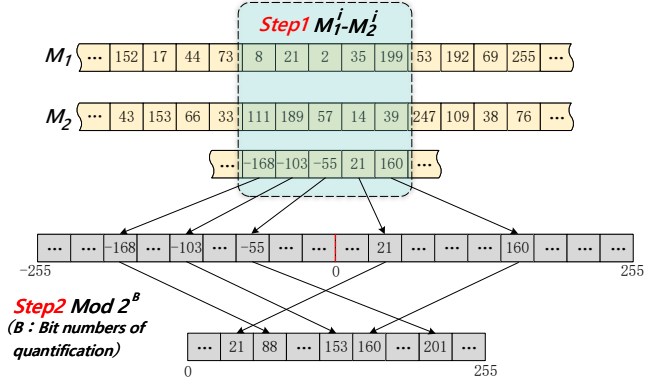 Step1 M₁ⁱ-M₂ⁱ
M₁ ··· 152 17 44 73 8 21 2 35 199 53 192 69 255 ···
M₂ ··· 43 153 66 33 111 189 57 14 39 247 109 38 76 ···
··· -168 -103 -55 21 160 ···
··· ··· -168 ··· -103 ··· -55 ··· ··· ··· 21 ··· ··· ··· 160 ··· ··· ···
-255 0 255
Step2 Mod 2ᴮ
（B：Bit numbers of
quantification）
··· 21 88 ··· 153 160 ··· 201 ···
0 255